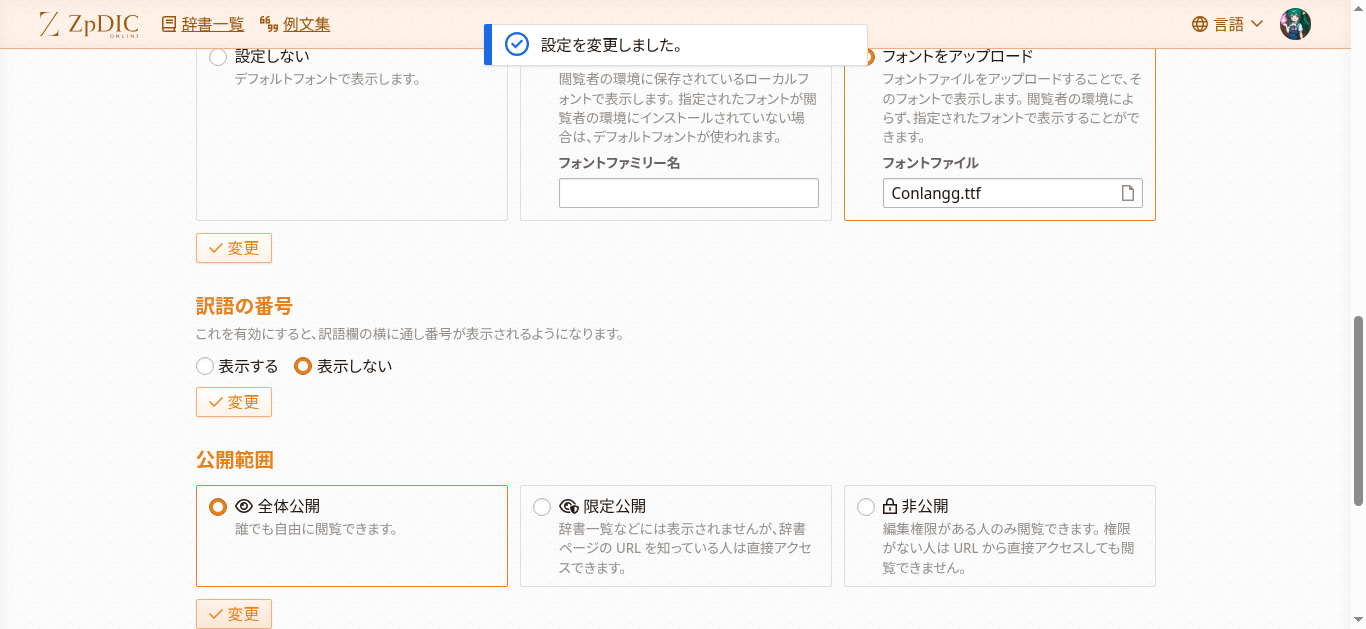 ZpDIC
ONLINE
辞書一覧
例文集
言語
設定を変更しました。
設定しない
デフォルトフォントで表示します。
閲覧者の環境に保存されているローカルフ
ォントで表示します。指定されたフォントが閲
覧者の環境にインストールされていない場
合は、デフォルトフォントが使われます。
フォントファミリー名
フォントをアップロード
フォントファイルをアップロードすることで、そ
のフォントで表示します。閲覧者の環境によ
らず、指定されたフォントで表示することがで
きます。
フォントファイル
Conlangg.ttf
変更
訳語の番号
これを有効にすると、訳語欄の横に通し番号が表示されるようになります。
表示する
表示しない
変更
公開範囲
全体公開
誰でも自由に閲覧できます。
限定公開
辞書一覧などには表示されませんが、辞書
ページの URL を知っている人は直接アクセ
スできます。
非公開
編集権限がある人のみ閲覧できます。権限
がない人は URL から直接アクセスしても閲
覧できません。
変更